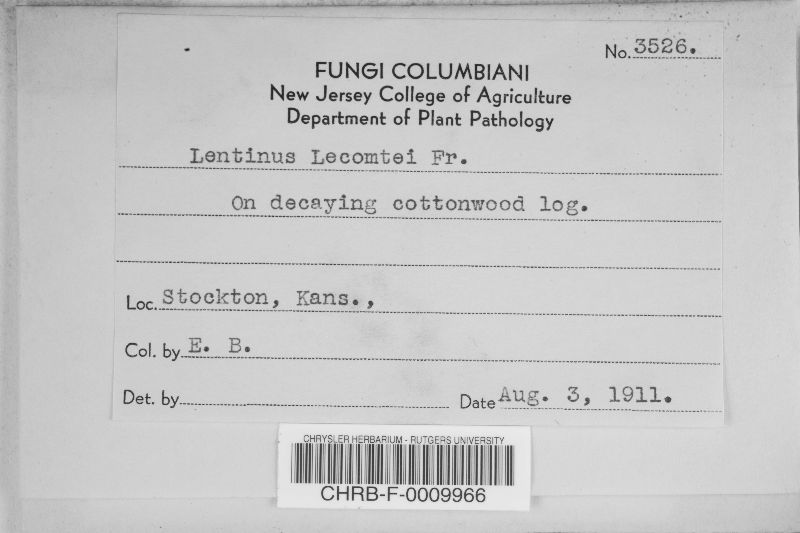 No. 3526.
FUNGI COLUMBIANI
New Jersey College of Agriculture
Department of Plant Pathology
Lentinus Lecomtei Fr.
On decaying cottonwood log.
Loc. Stockton, Kans.,
Col. by E. B.
Det. by
Date Aug. 3, 1911.
CHRYSLER HERBARIUM - RUTGERS UNIVERSITY
CHRB-F-0009966